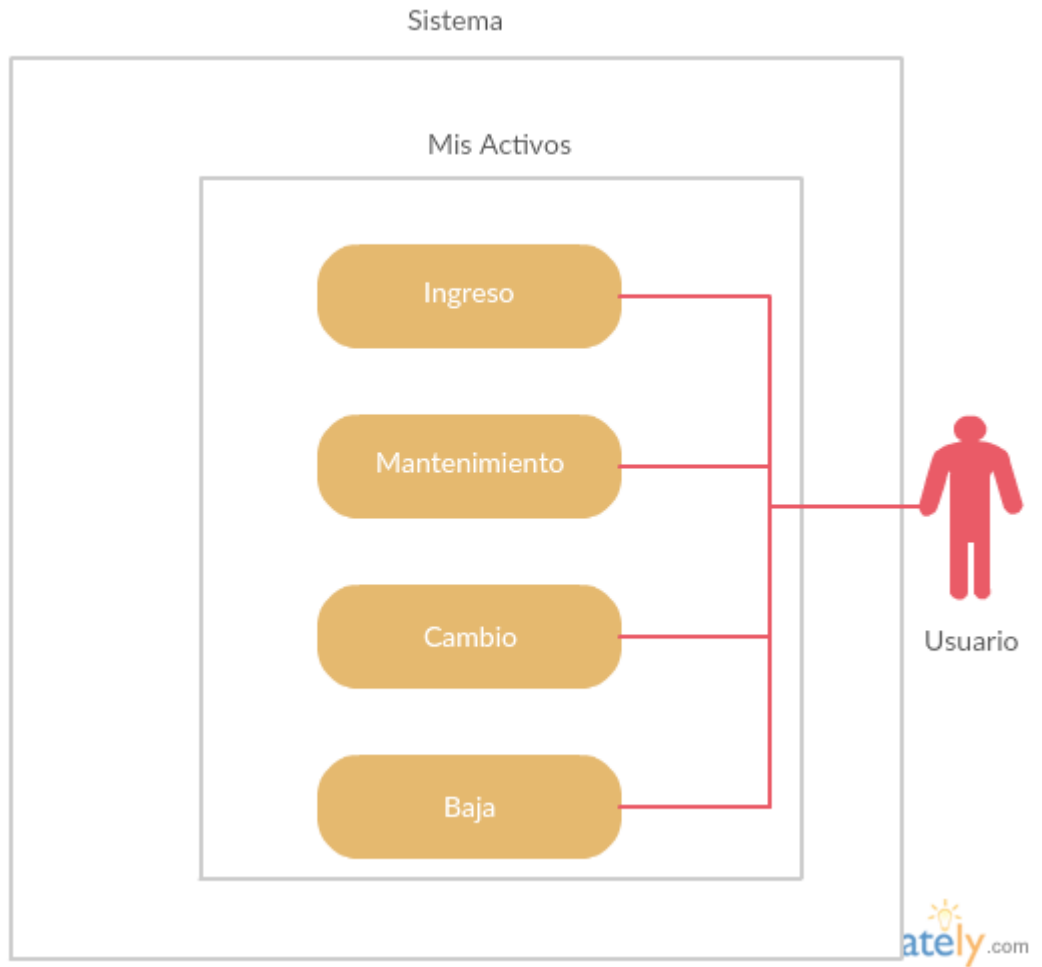 Sistema
Mis Activos
Ingreso
Mantenimiento
Cambio
Baja
Usuario
ately.com